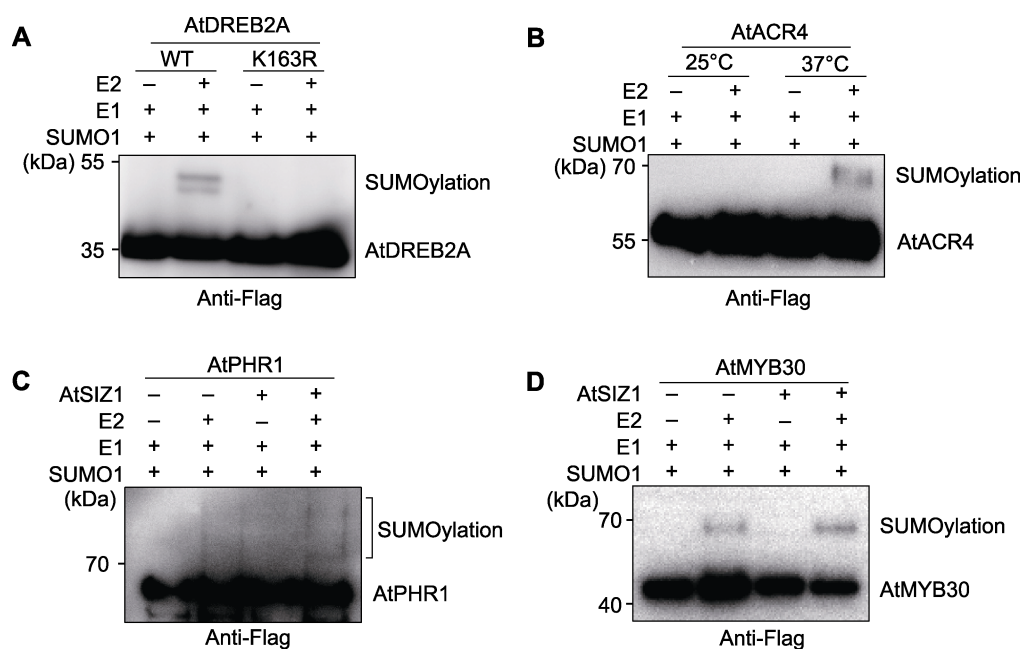 A
AtDREB2A
WT K163R
E2 – + – +
E1 + + + +
SUMO1 + + + +
(kDa)
55
SUMOylation
35
AtDREB2A
Anti-Flag
B
AtACR4
25°C 37°C
E2 – + – +
E1 + + + +
SUMO1 + + + +
(kDa) 70
SUMOylation
55
AtACR4
Anti-Flag
C
AtPHR1
AtSIZ1 – – + +
E2 – + – +
E1 + + + +
SUMO1 + + + +
(kDa)
SUMOylation
70
AtPHR1
Anti-Flag
D
AtMYB30
AtSIZ1 – – + +
E2 – + – +
E1 + + + +
SUMO1 + + + +
(kDa)
70
SUMOylation
AtMYB30
40
Anti-Flag